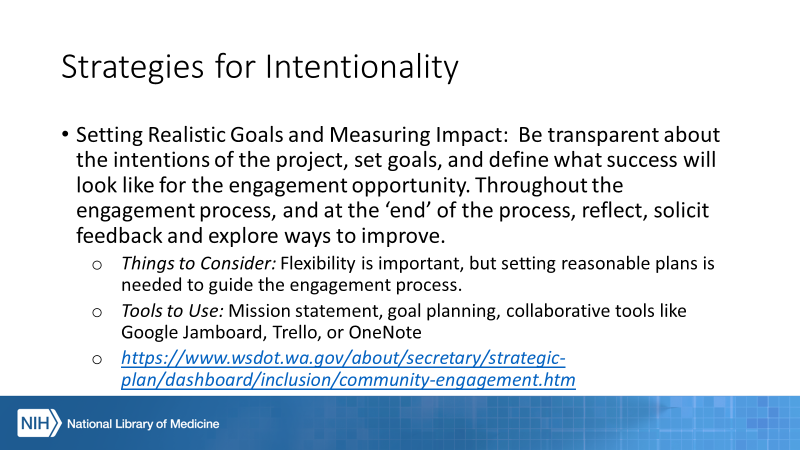 Strategies for Intentionality
• Setting Realistic Goals and Measuring Impact:  Be transparent about
the intentions of the project, set goals, and define what success will
look like for the engagement opportunity. Throughout the
engagement process, and at the ‘end’ of the process, reflect, solicit
feedback and explore ways to improve.
o Things to Consider: Flexibility is important, but setting reasonable plans is
needed to guide the engagement process.
o Tools to Use: Mission statement, goal planning, collaborative tools like
Google Jamboard, Trello, or OneNote
o https://www.wsdot.wa.gov/about/secretary/strategic-
plan/dashboard/inclusion/community-engagement.htm
NIH National Library of Medicine